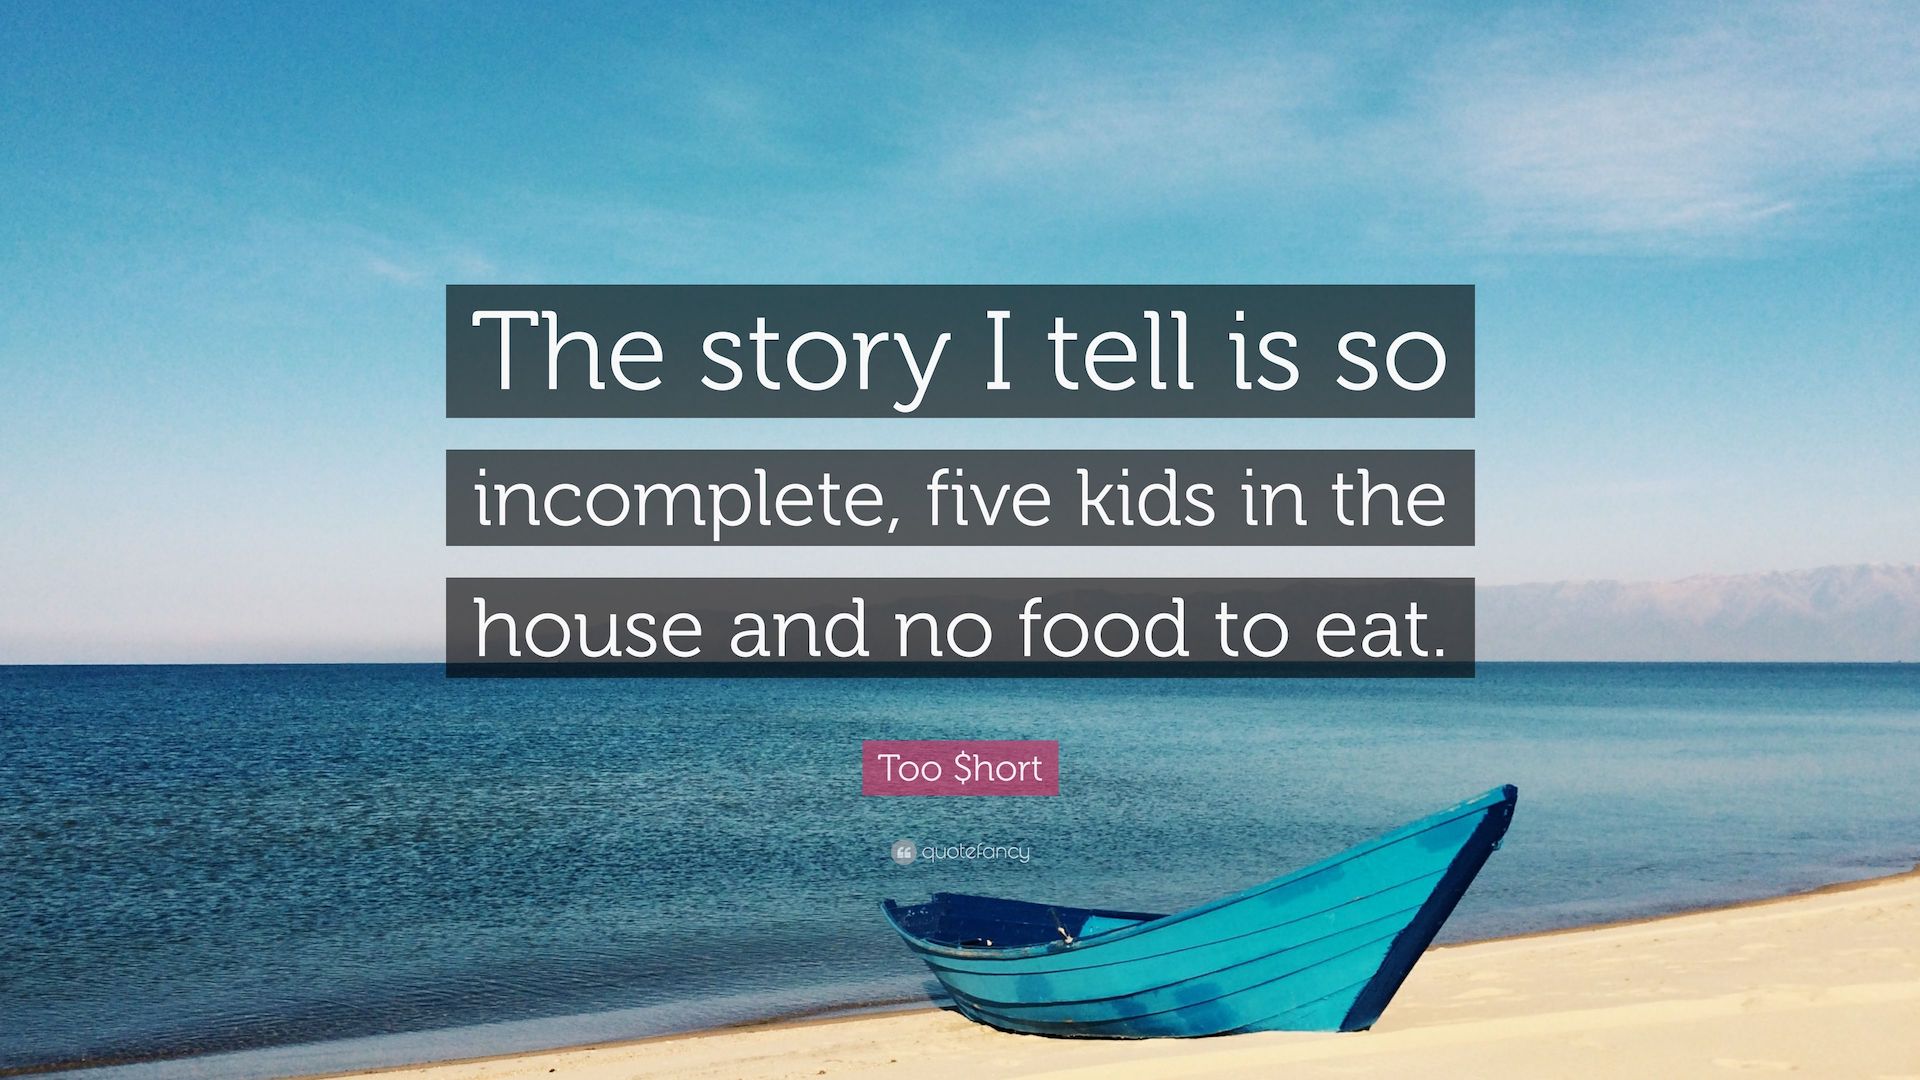 The story I tell is so
incomplete, five kids in the
house and no food to eat.
Too $hort
quotefancy